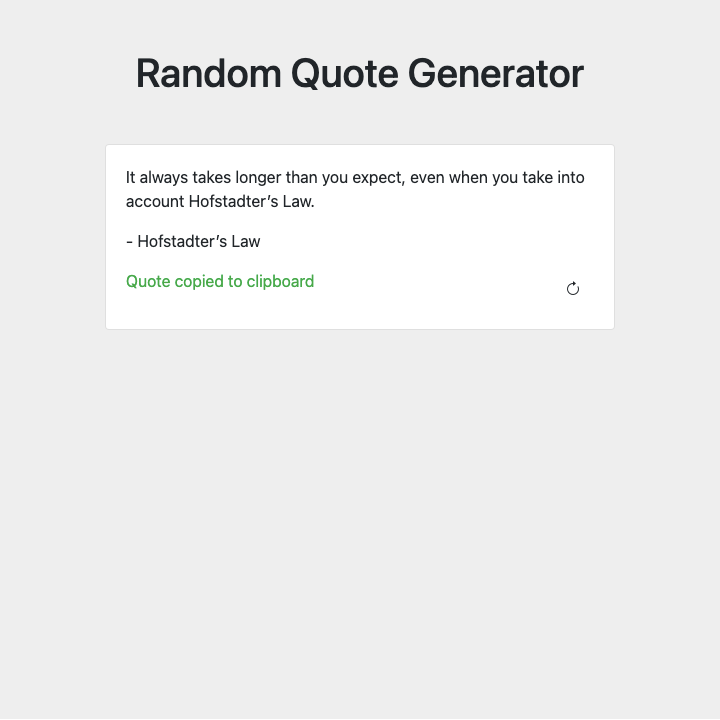 Random Quote Generator
It always takes longer than you expect, even when you take into
account Hofstadter’s Law.
- Hofstadter’s Law
Quote copied to clipboard